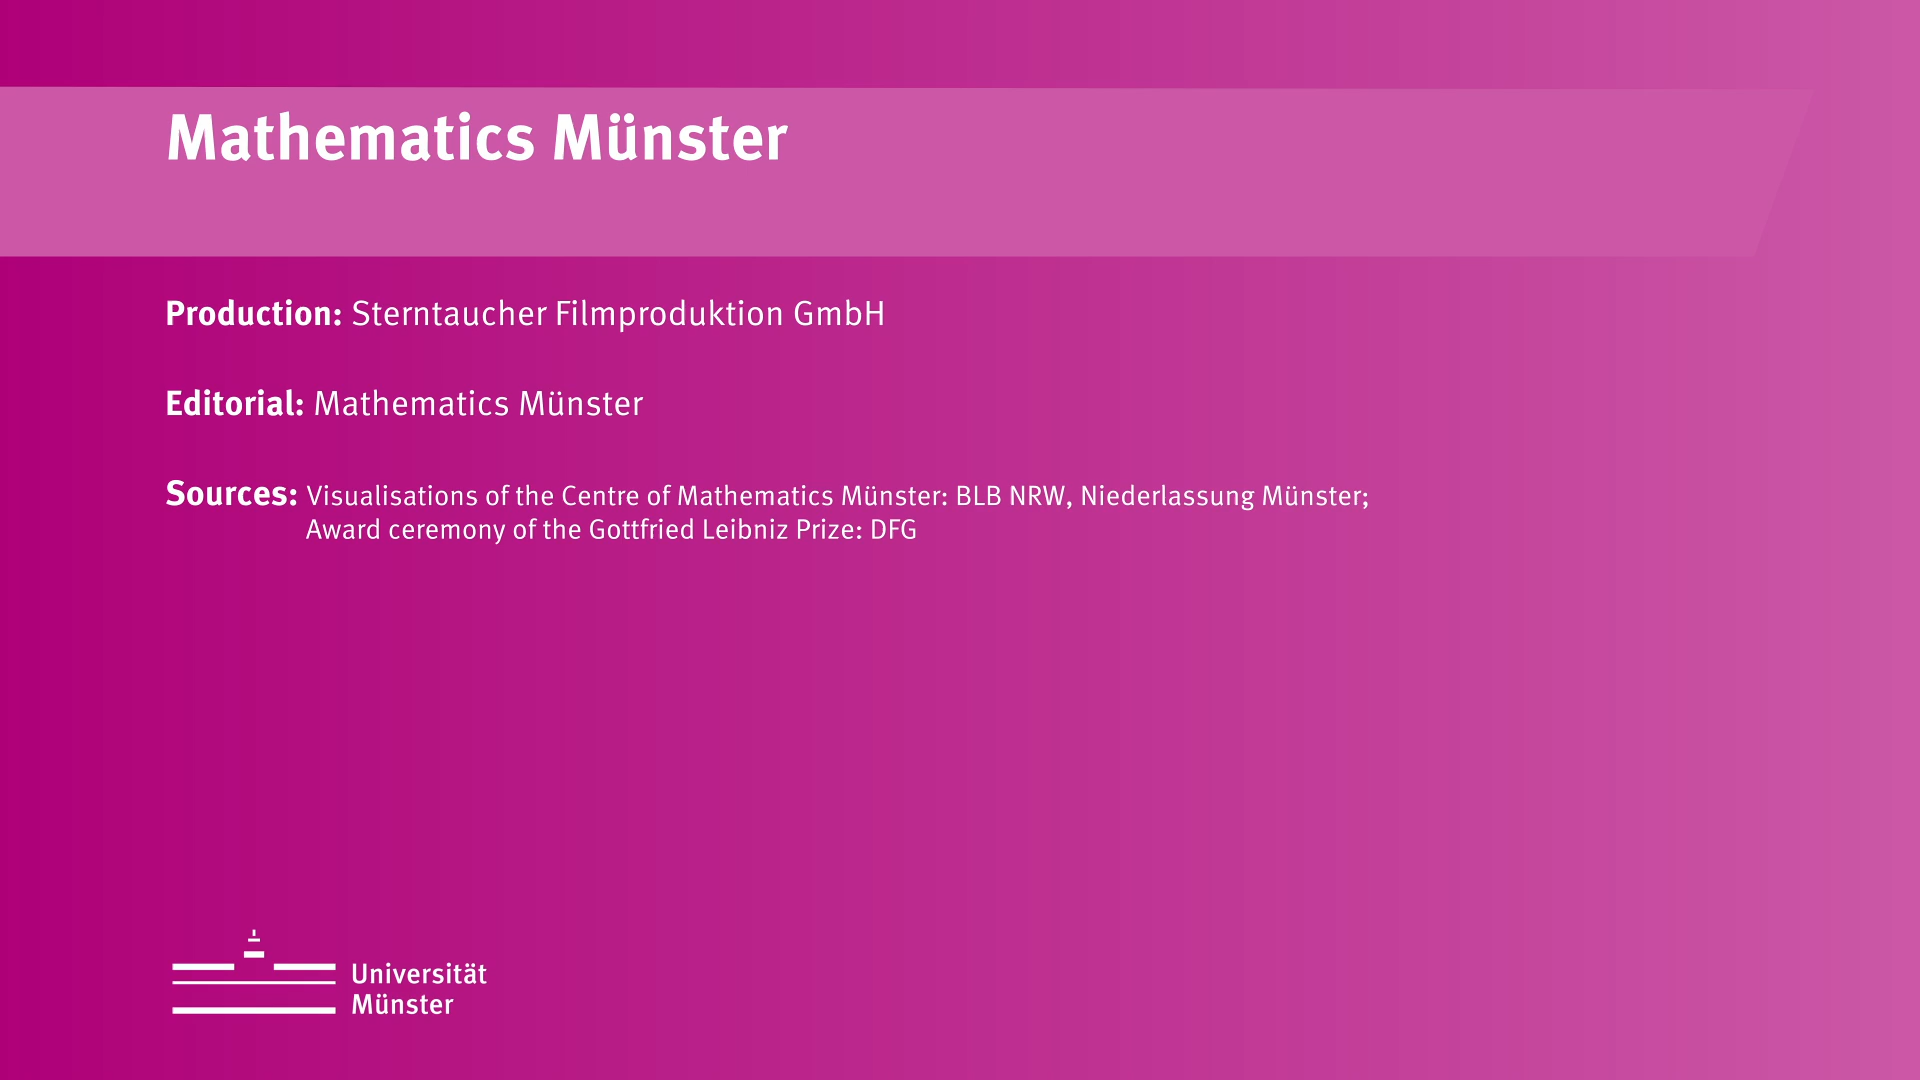 Mathematics Münster
Production: Sterntaucher Filmproduktion GmbH
Editorial: Mathematics Münster
Sources: Visualisations of the Centre of Mathematics Münster: BLB NRW, Niederlassung Münster;
Award ceremony of the Gottfried Leibniz Prize: DFG
Universität
Münster